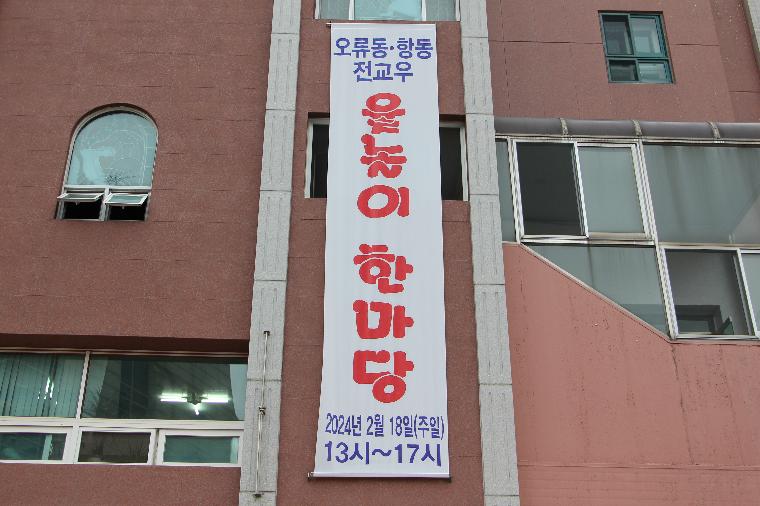 오류동·항동
전교우
윷놀이 한마당
2024년 2월 18일(주일)
13시~17시